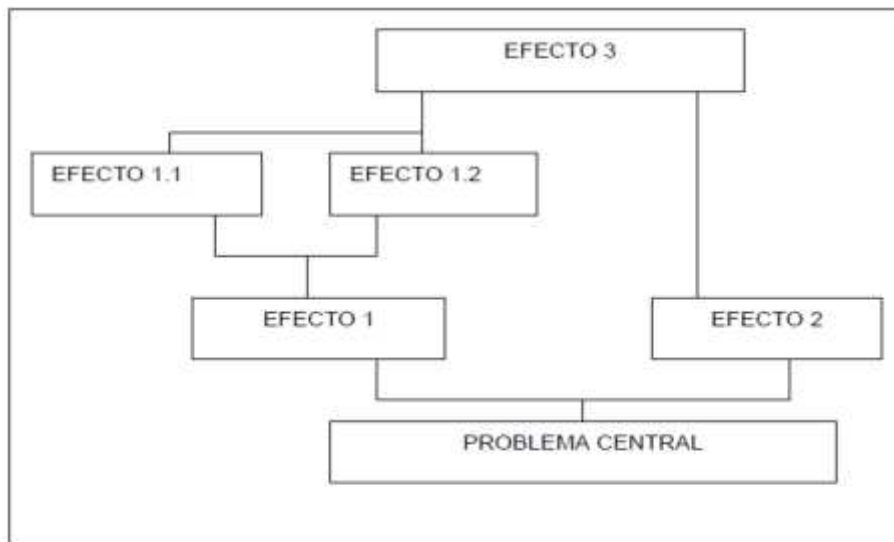 EFECTO 3
EFECTO 1.1
EFECTO 1.2
EFECTO 1
EFECTO 2
PROBLEMA CENTRAL